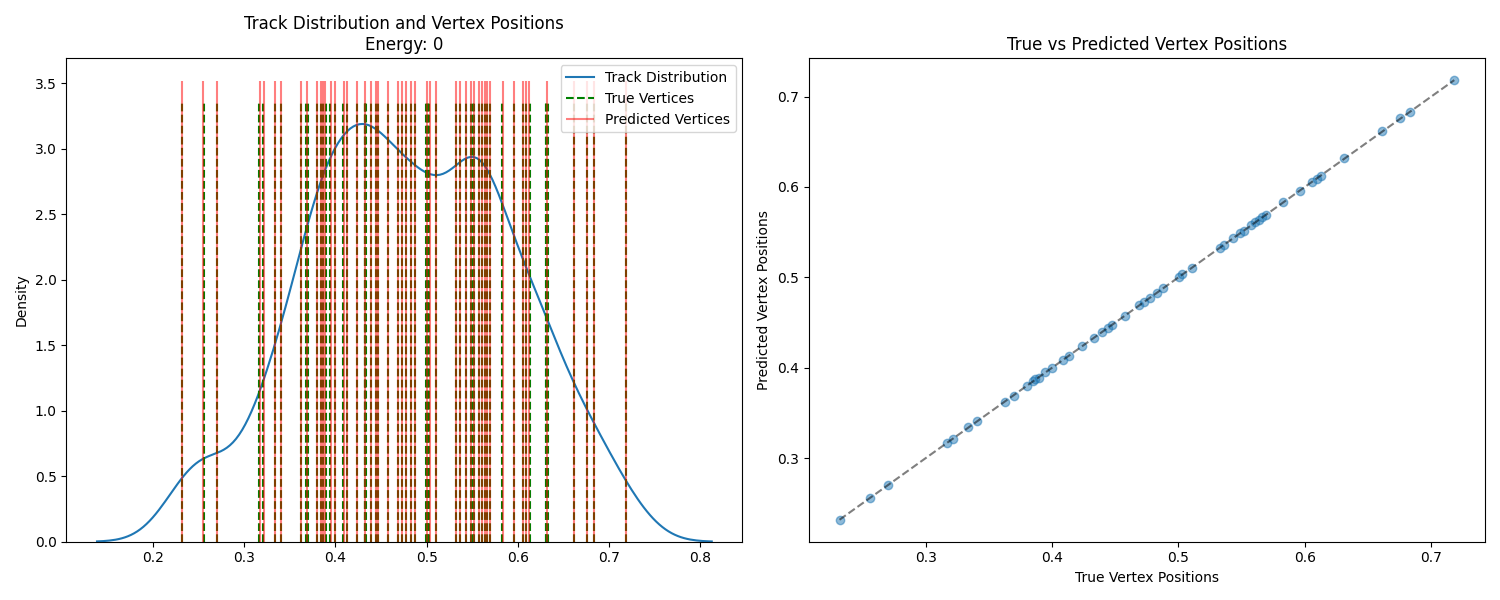 Track Distribution and Vertex Positions
Energy: 0
Track Distribution
True Vertices
Predicted Vertices
Density
3.5
3.0
2.5
2.0
1.5
1.0
0.5
0.0
0.2
0.3
0.4
0.5
0.6
0.7
0.8
True vs Predicted Vertex Positions
Predicted Vertex Positions
0.7
0.6
0.5
0.4
0.3
0.3
0.4
0.5
0.6
0.7
True Vertex Positions